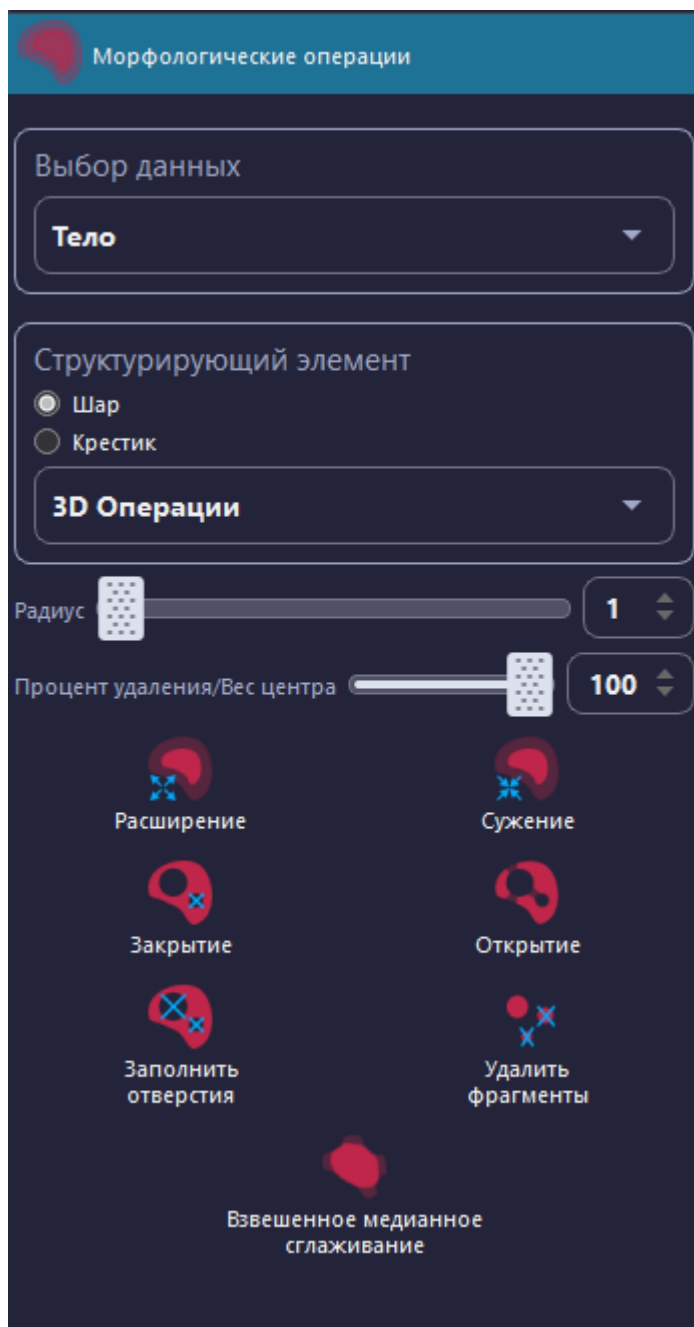 Морфологические операции
Выбор данных
Тело
Структурирующий элемент
Шар
Крестик
3D Операции
Радиус 1
Процент удаления/Вес центра 100
Расширение
Сужение
Закрытие
Открытие
Заполнить
отверстия
Удалить
фрагменты
Взвешенное медианное
сглаживание